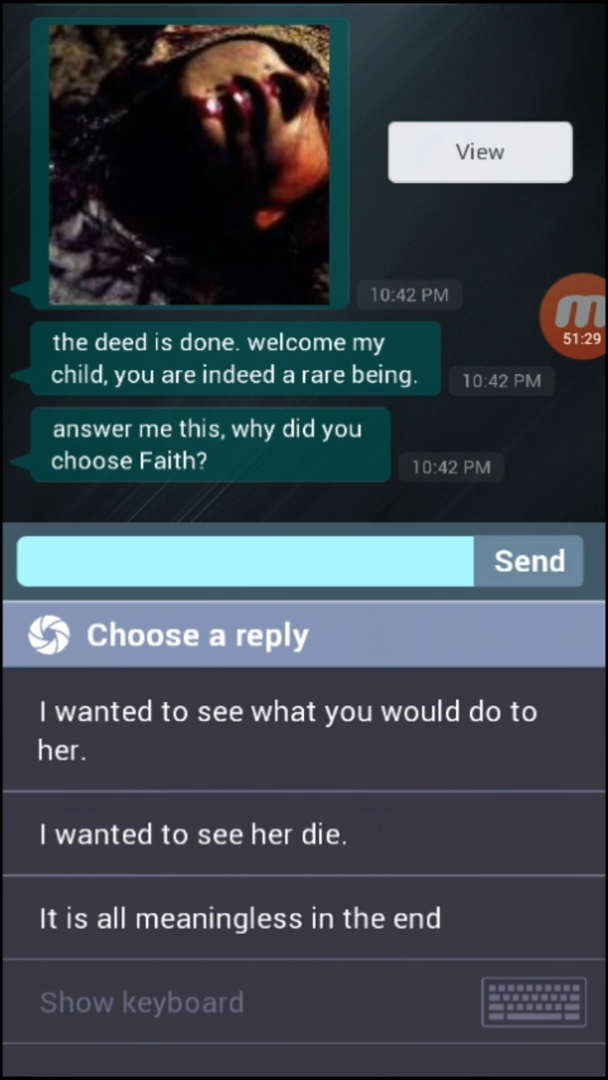 View
10:42 PM
51:29
the deed is done. welcome my
child, you are indeed a rare being.
10:42 PM
answer me this, why did you
choose Faith?
10:42 PM
Send
Choose a reply
I wanted to see what you would do to
her.
I wanted to see her die.
It is all meaningless in the end
Show keyboard